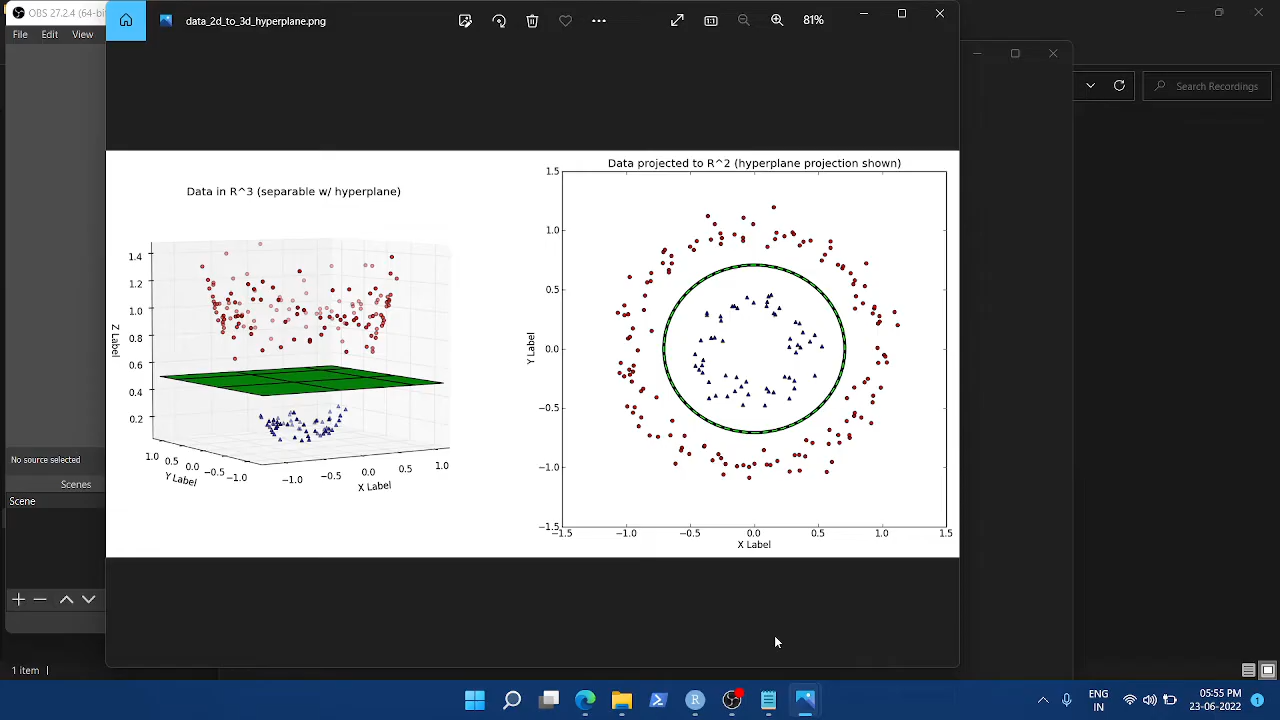 OBS 27.2.4 (64-bit
File Edit View
data_2d_to_3d_hyperplane.png
81%
Search Recordings
Data in R^3 (separable w/ hyperplane)
1.4
1.2
1.0
0.8
0.6
0.4
0.2
Z Label
1.0 0.5 0.0 −0.5 −1.0
Y Label
−1.0 −0.5 0.0 0.5 1.0
X Label
Data projected to R^2 (hyperplane projection shown)
1.5
1.0
0.5
0.0
−0.5
−1.0
−1.5
Y Label
−1.5 −1.0 −0.5 0.0 0.5 1.0 1.5
X Label
No source selected
Scenes
Scene
1 item
R
ENG
IN
05:55 PM
23-06-2022
1